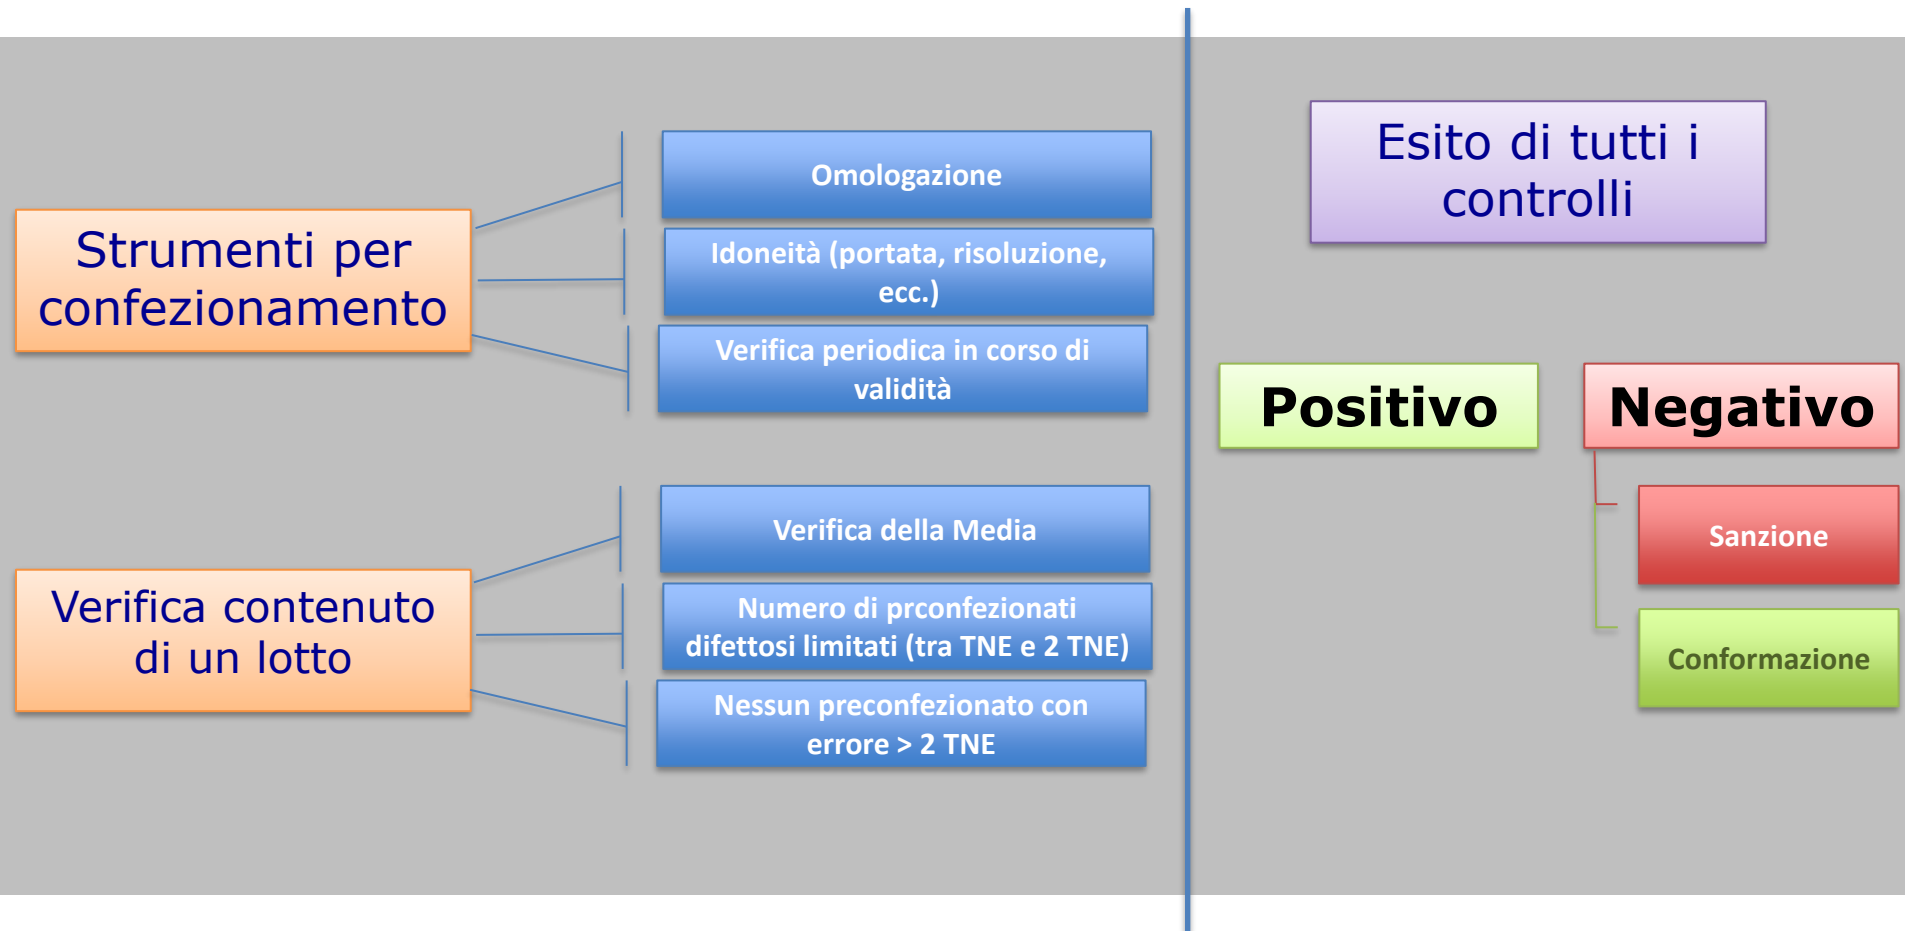 Strumenti per
confezionamento
Omologazione
Idoneità (portata, risoluzione,
ecc.)
Verifica periodica in corso di
validità
Verifica contenuto
di un lotto
Verifica della Media
Numero di prconfezionati
difettosi limitati (tra TNE e 2 TNE)
Nessun preconfezionato con
errore > 2 TNE
Esito di tutti i
controlli
Positivo
Negativo
Sanzione
Conformazione